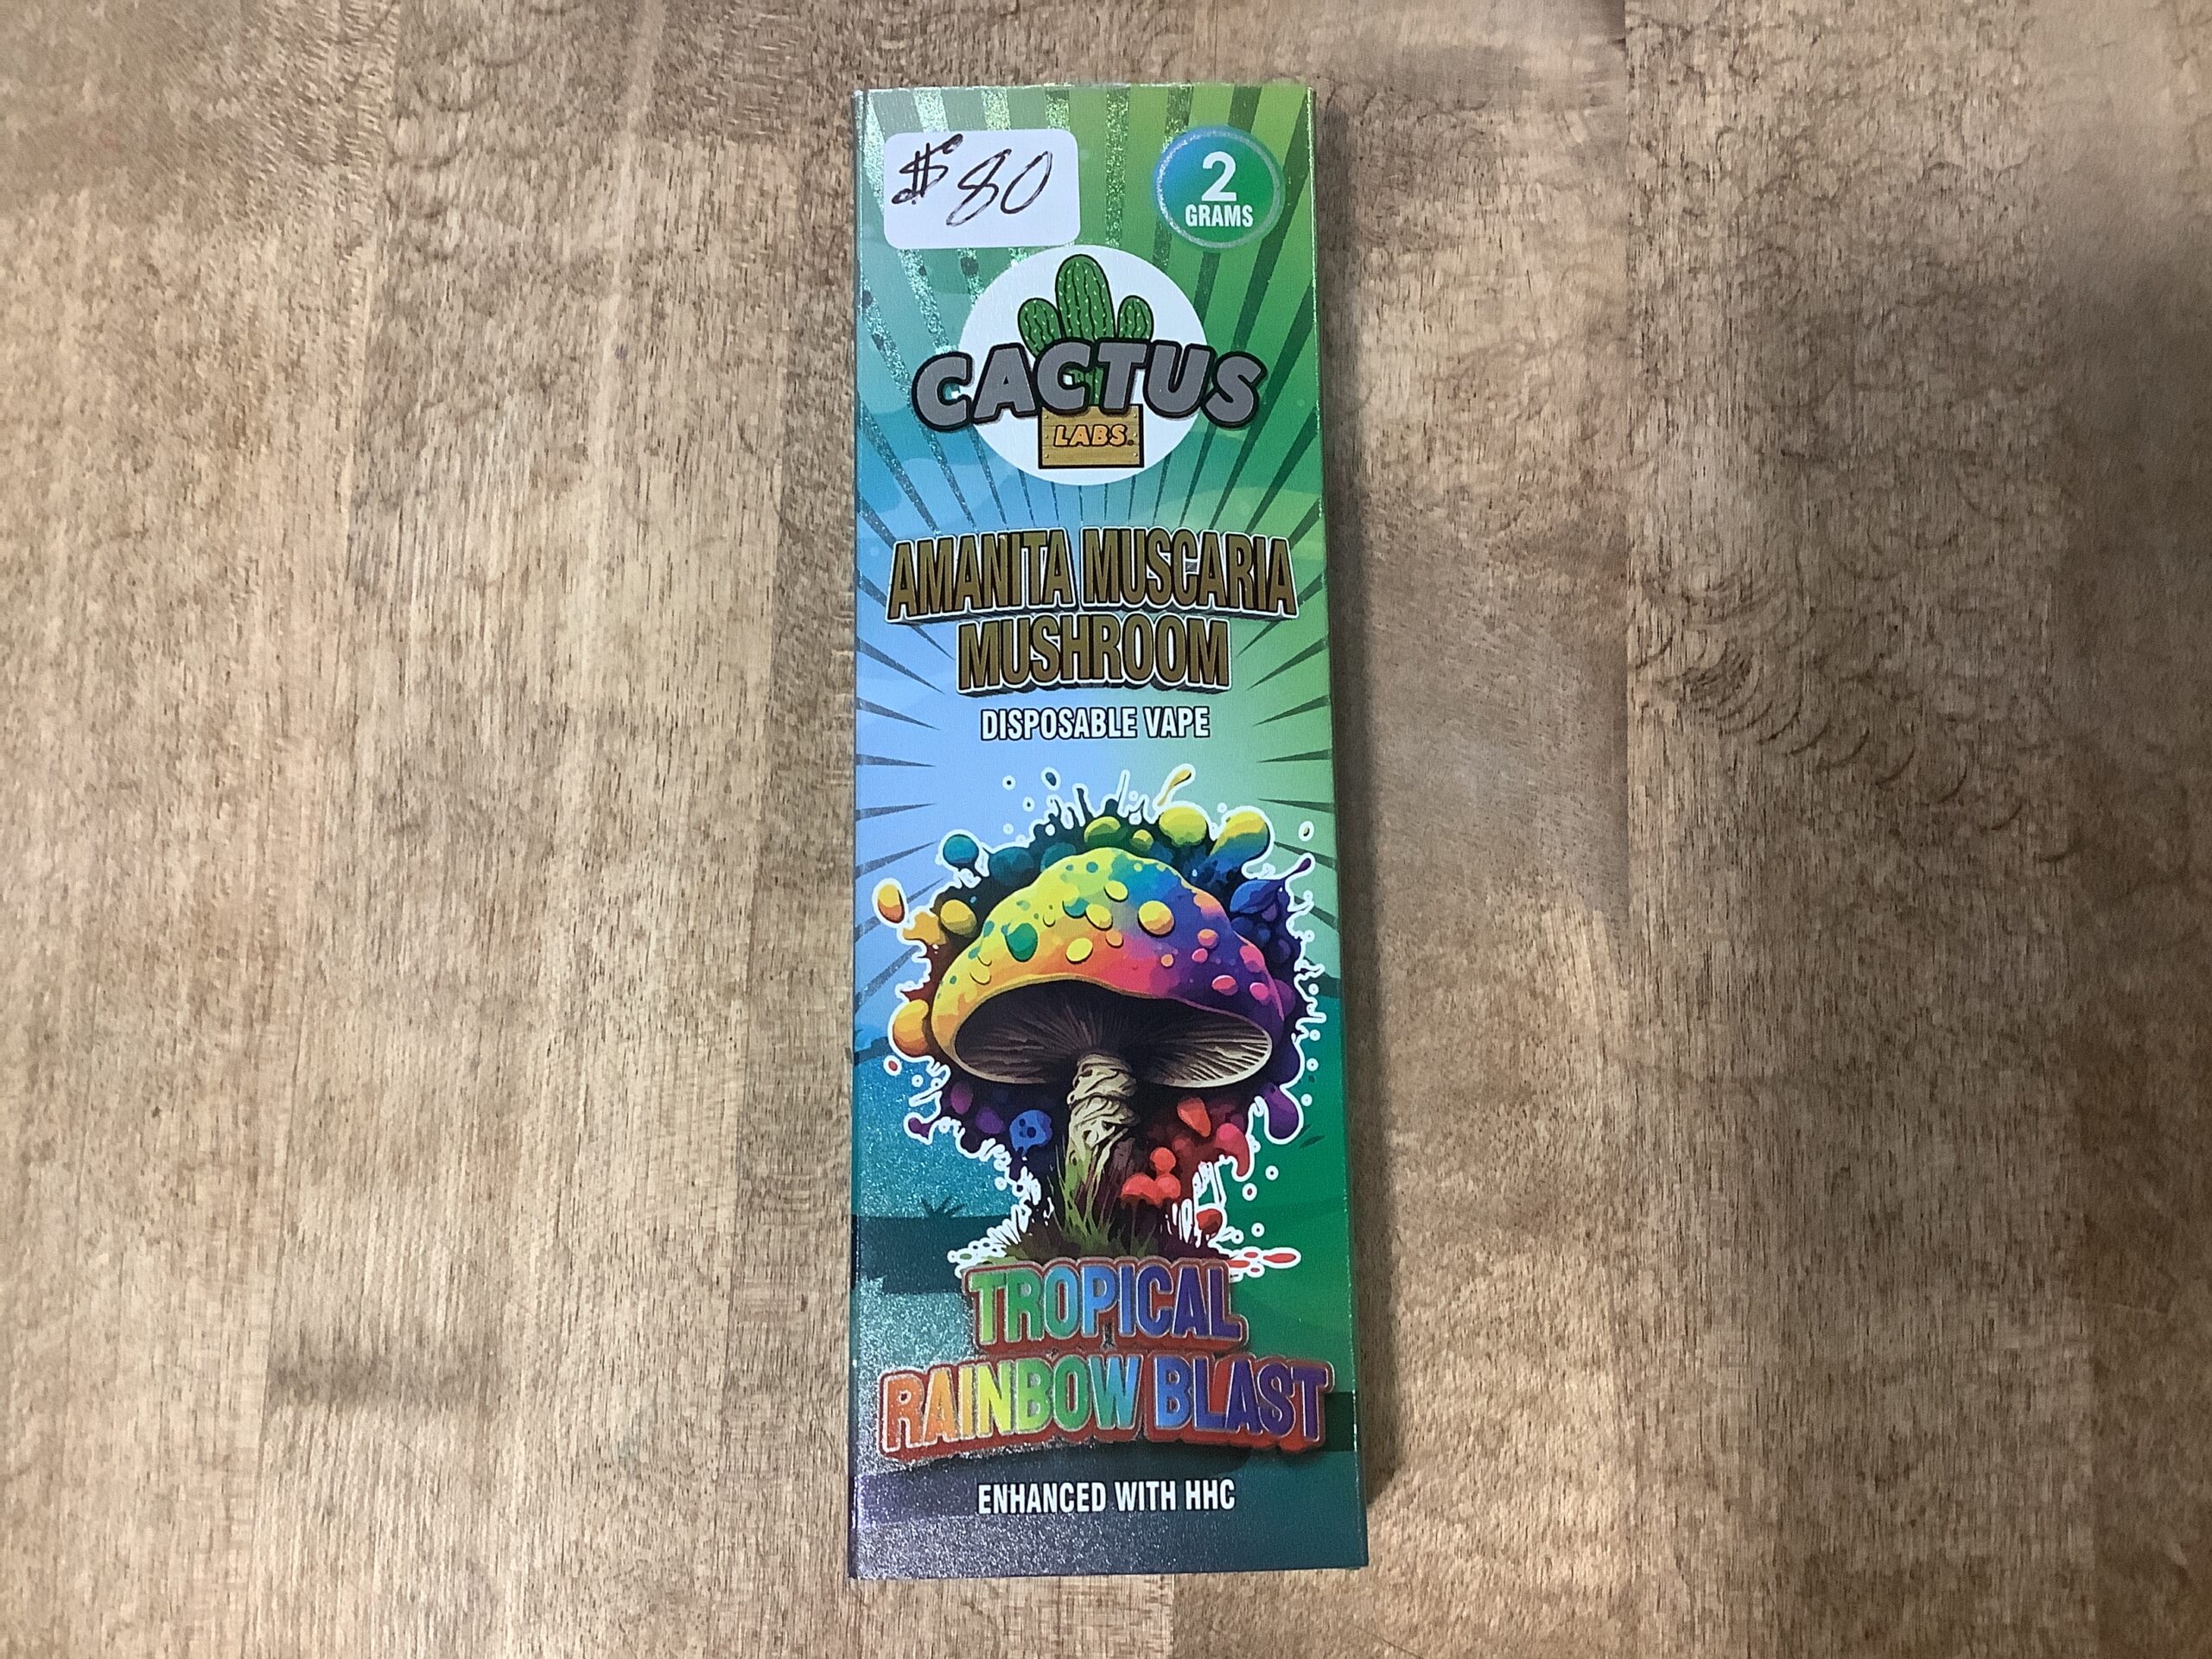 $80
2
GRAMS
CACTUS
LABS.
AMANITA MUSCARIA
MUSHROOM
DISPOSABLE VAPE
TROPICAL
RAINBOW BLAST
ENHANCED WITH HHC